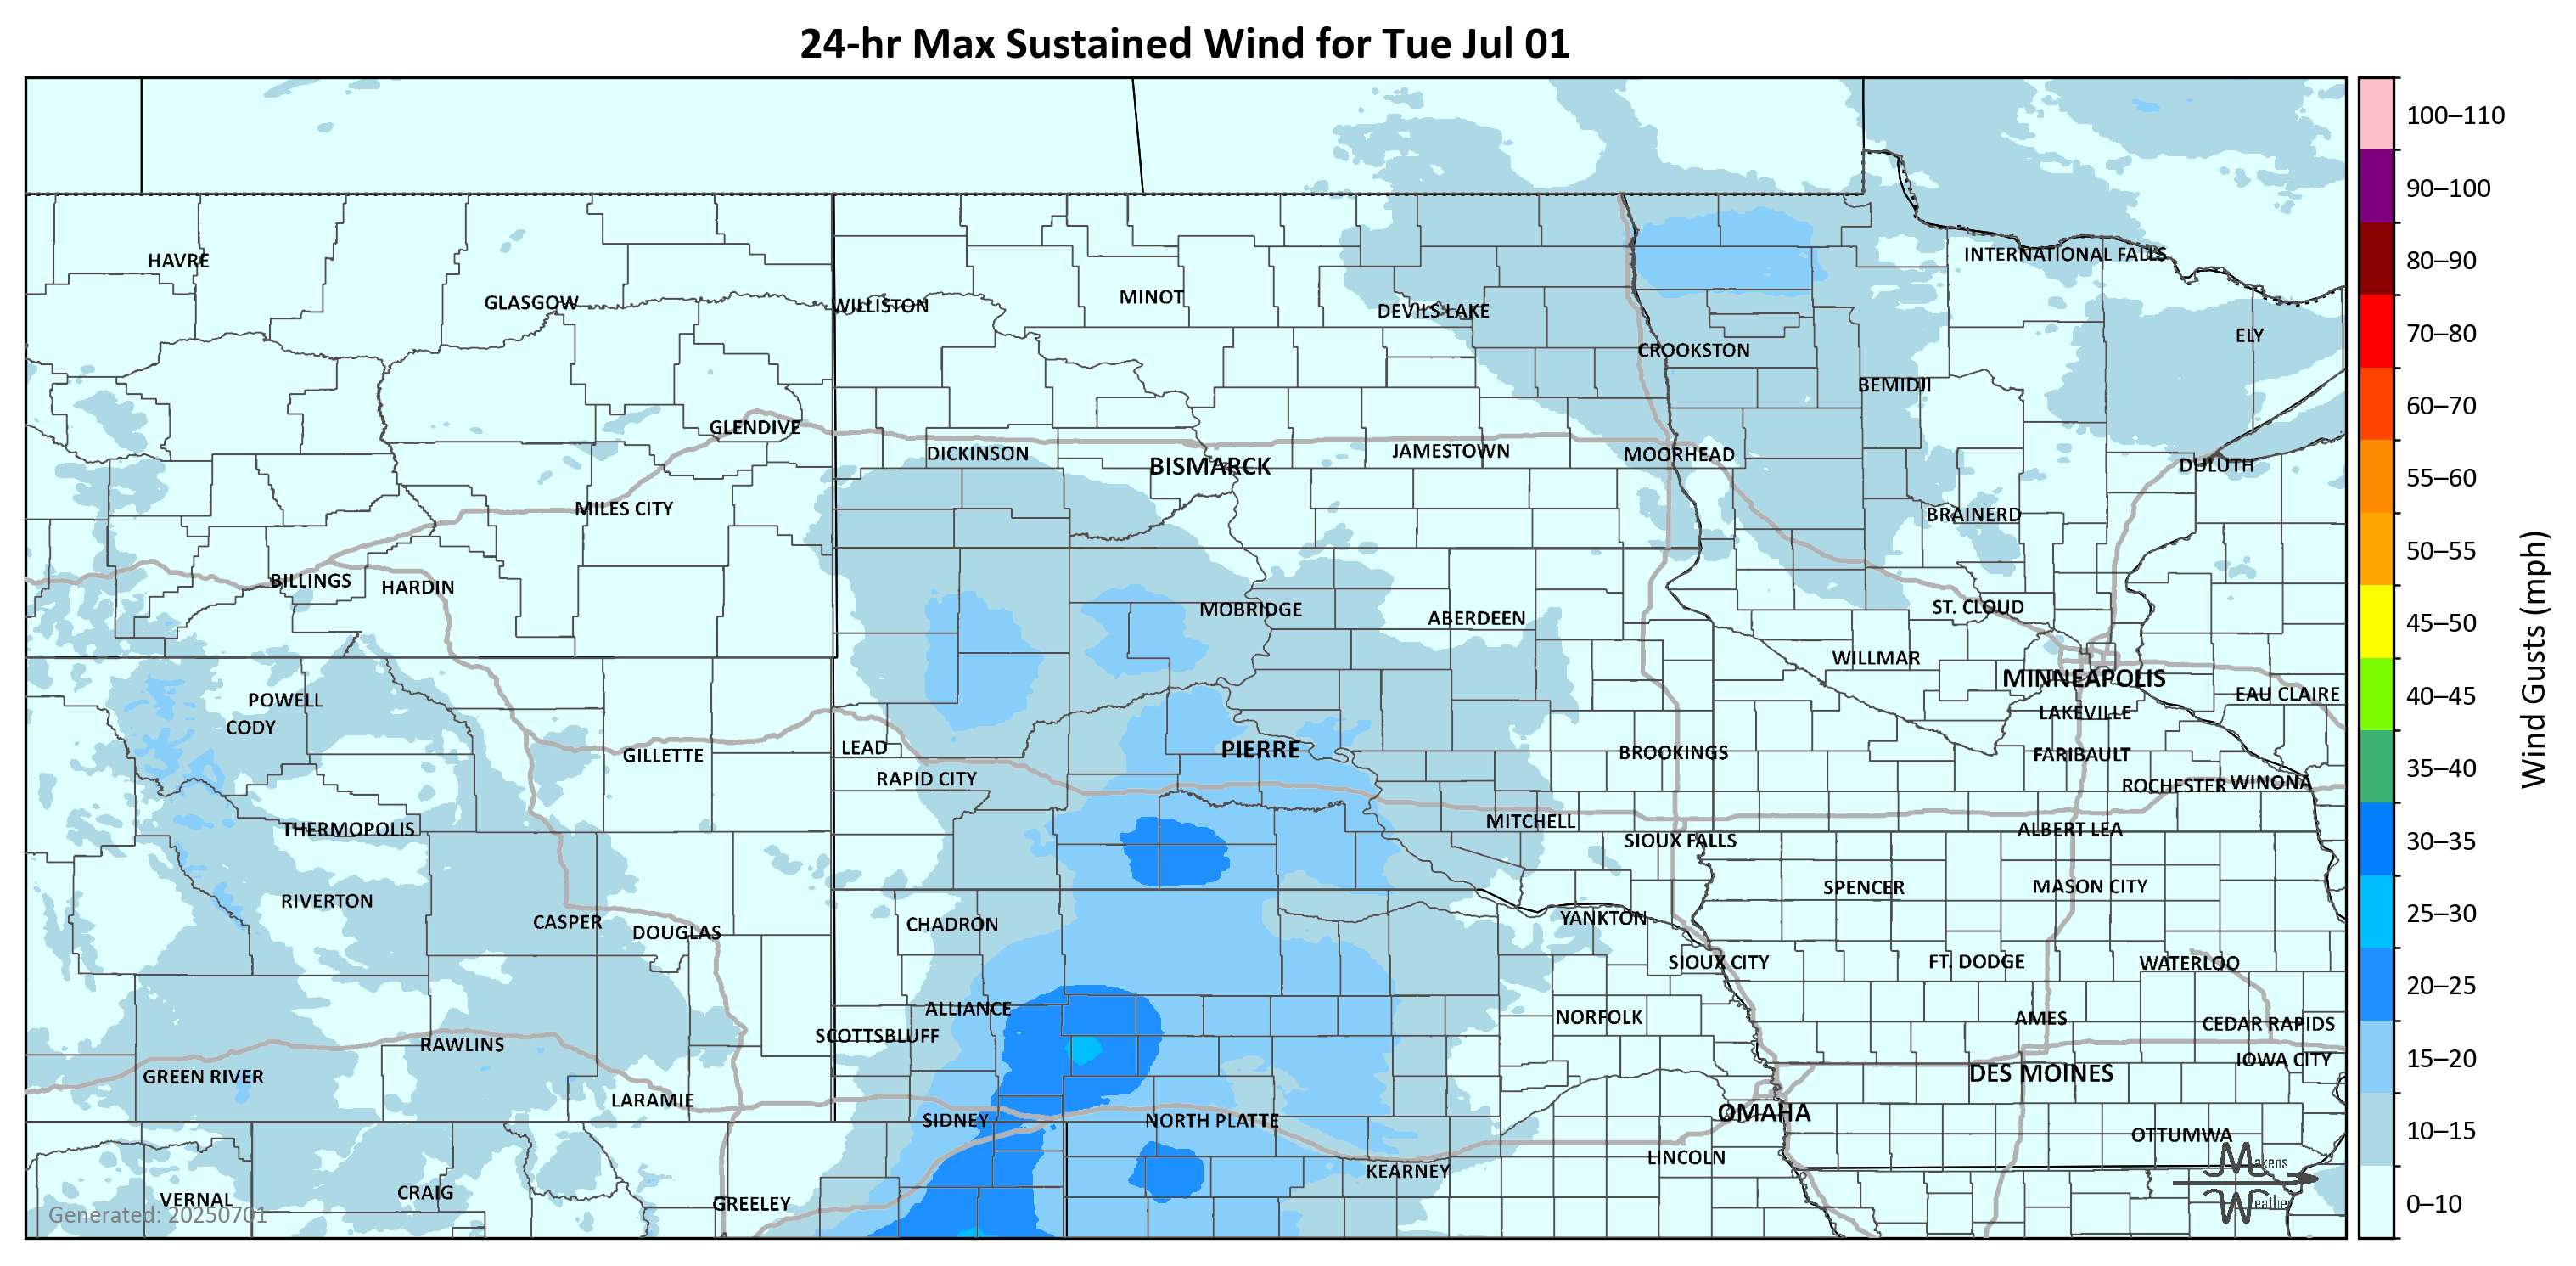 24-hr Max Sustained Wind for Tue Jul 01
100–110
90–100
80–90
70–80
60–70
55–60
50–55
45–50
40–45
35–40
30–35
25–30
20–25
15–20
10–15
0–10
Wind Gusts (mph)
HAVRE
INTERNATIONAL FALLS
GLASGOW
WILLISTON
MINOT
DEVILS LAKE
ELY
CROOKSTON
BEMIDJI
GLENDIVE
DICKINSON
BISMARCK
JAMESTOWN
MOORHEAD
DULUTH
MILES CITY
BRAINERD
BILLINGS
HARDIN
MOBRIDGE
ABERDEEN
ST. CLOUD
WILLMAR
MINNEAPOLIS
EAU CLAIRE
POWELL
CODY
LAKEVILLE
GILLETTE
LEAD
PIERRE
BROOKINGS
FARIBAULT
RAPID CITY
ROCHESTER
WINONA
THERMOPOLIS
MITCHELL
SIOUX FALLS
ALBERT LEA
RIVERTON
SPENCER
MASON CITY
CASPER
DOUGLAS
CHADRON
YANKTON
SIOUX CITY
FT. DODGE
WATERLOO
ALLIANCE
NORFOLK
AMES
CEDAR RAPIDS
SCOTTSBLUFF
RAWLINS
IOWA CITY
GREEN RIVER
DES MOINES
LARAMIE
SIDNEY
NORTH PLATTE
OMAHA
OTTUMWA
LINCOLN
KEARNEY
VERNAL
CRAIG
GREELEY
Generated: 20250701
Makens
Weather